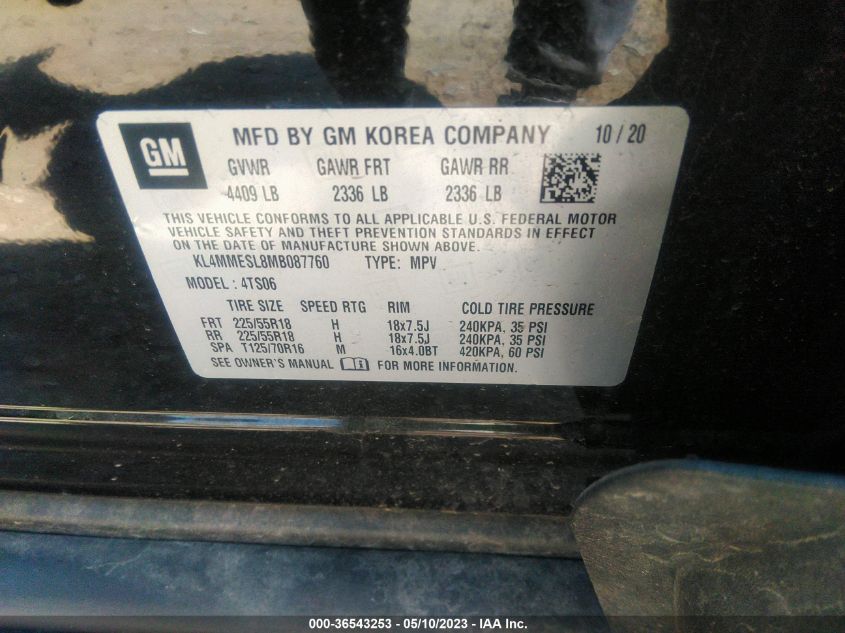 GM MFD BY GM KOREA COMPANY 10/20
GVWR GAWR FRT GAWR RR
4409 LB 2336 LB 2336 LB
THIS VEHICLE CONFORMS TO ALL APPLICABLE U.S. FEDERAL MOTOR
VEHICLE SAFETY AND THEFT PREVENTION STANDARDS IN EFFECT
ON THE DATE OF MANUFACTURE SHOWN ABOVE.
KL4MMESL8MB087760 TYPE: MPV
MODEL: 4TS06
TIRE SIZE SPEED RTG RIM COLD TIRE PRESSURE
FRT 225/55R18 H 18x7.5J 240KPA, 35 PSI
RR 225/55R18 H 18x7.5J 240KPA, 35 PSI
SPA T125/70R16 M 16x4.0BT 420KPA, 60 PSI
SEE OWNER'S MANUAL i FOR MORE INFORMATION.
000-36543253 - 05/10/2023 - IAA Inc.